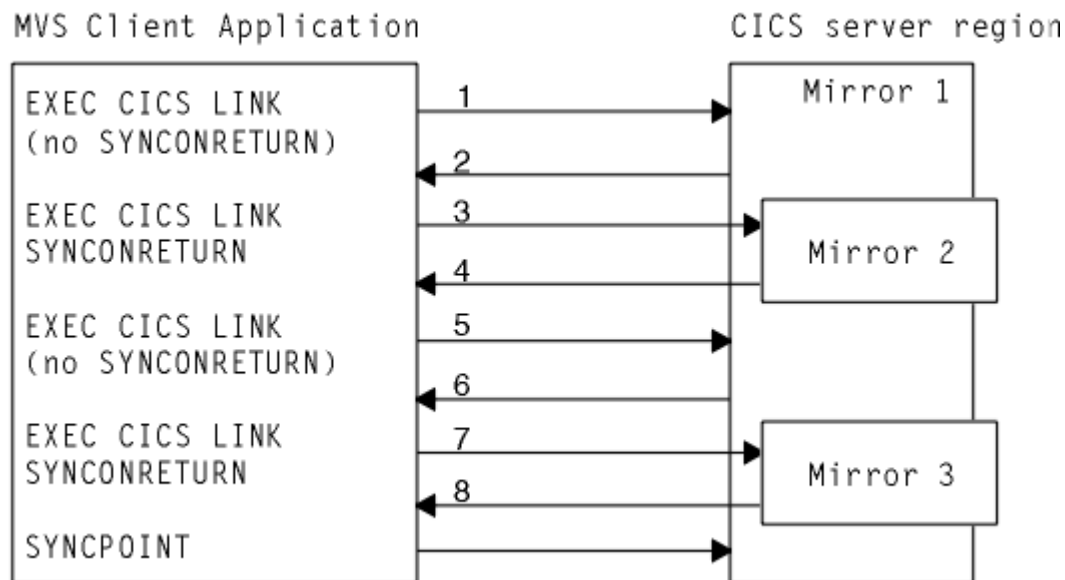 MVS Client Application
CICS server region
EXEC CICS LINK
(no SYNCONRETURN)
1
Mirror 1
2
EXEC CICS LINK
SYNCONRETURN
3
Mirror 2
4
EXEC CICS LINK
(no SYNCONRETURN)
5
6
EXEC CICS LINK
SYNCONRETURN
7
Mirror 3
8
SYNCPOINT